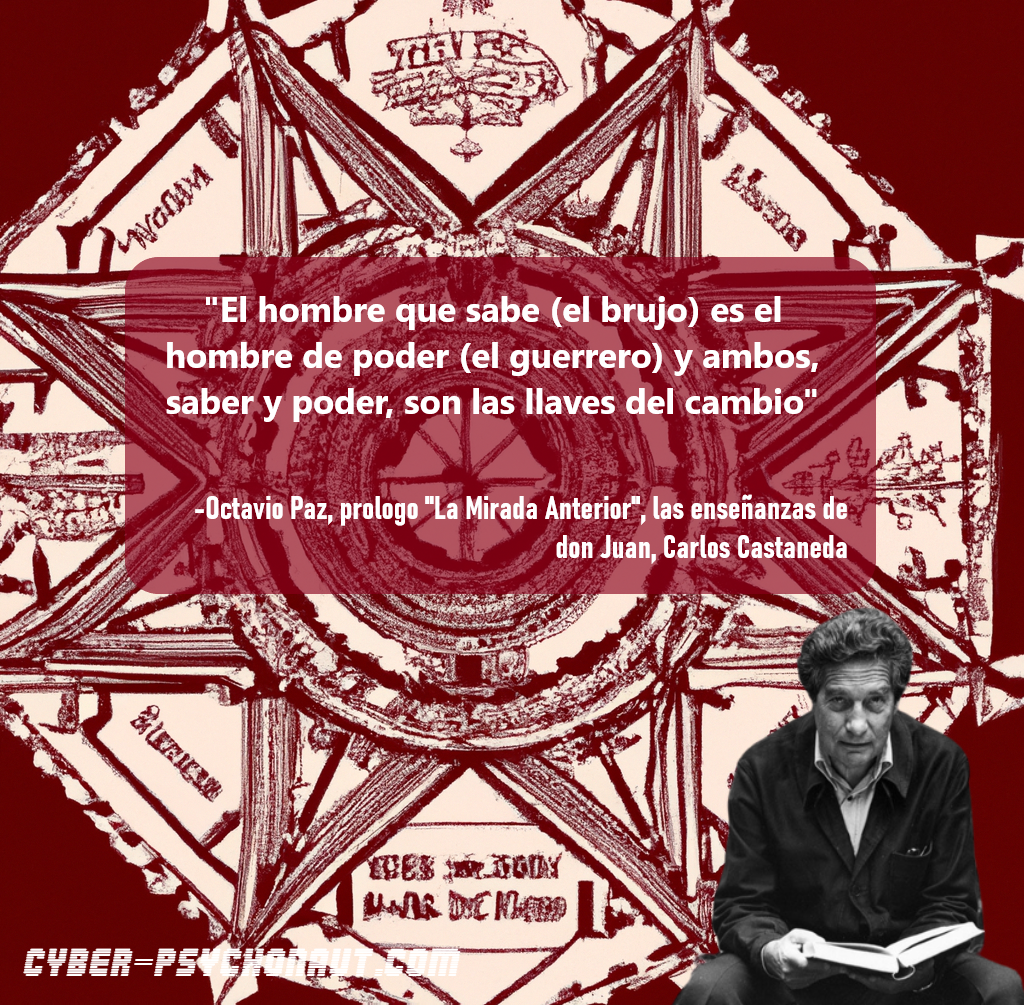 "El hombre que sabe (el brujo) es el
hombre de poder (el guerrero) y ambos,
saber y poder, son las llaves del cambio"
-Octavio Paz, prologo "La Mirada Anterior", las enseñanzas de
don Juan, Carlos Castaneda
CYBER-PSYCHONAUT.COM